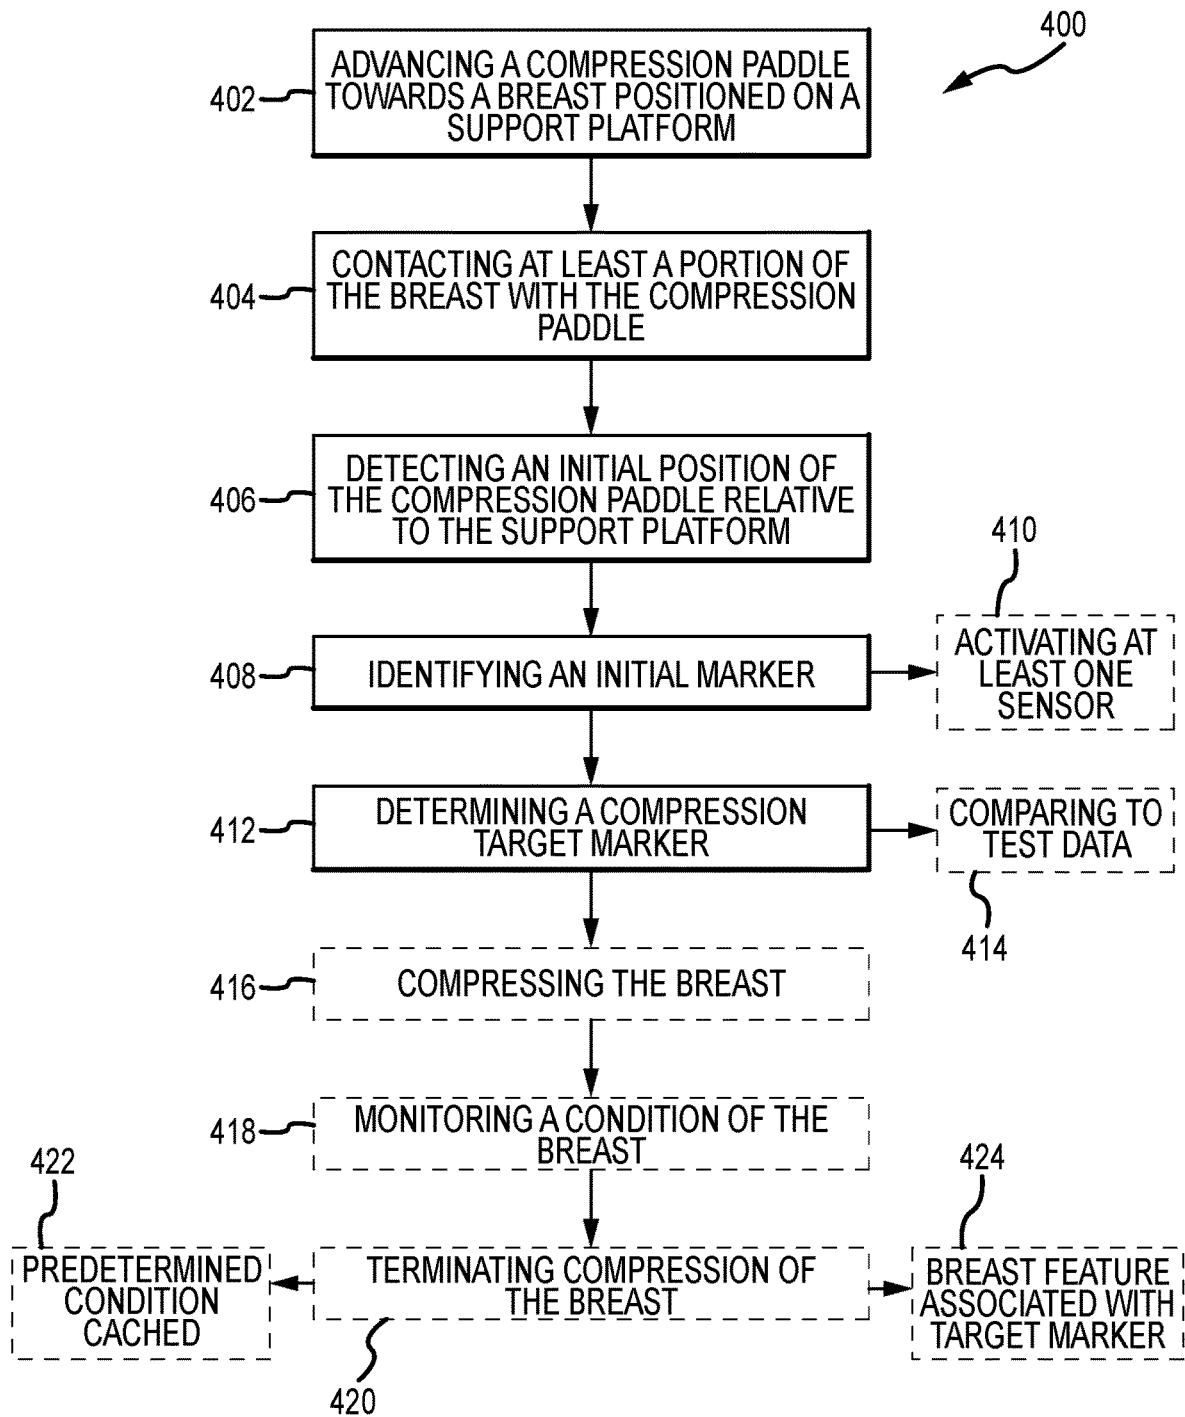 400
402
ADVANCING A COMPRESSION PADDLE
TOWARDS A BREAST POSITIONED ON A
SUPPORT PLATFORM
404
CONTACTING AT LEAST A PORTION OF
THE BREAST WITH THE COMPRESSION
PADDLE
406
DETECTING AN INITIAL POSITION OF
THE COMPRESSION PADDLE RELATIVE
TO THE SUPPORT PLATFORM
408
IDENTIFYING AN INITIAL MARKER
410
ACTIVATING AT
LEAST ONE
SENSOR
412
DETERMINING A COMPRESSION
TARGET MARKER
COMPARING TO
TEST DATA
414
416
COMPRESSING THE BREAST
418
MONITORING A CONDITION OF THE
BREAST
422
PREDETERMINED
CONDITION
CACHED
TERMINATING COMPRESSION OF
THE BREAST
420
424
BREAST FEATURE
ASSOCIATED WITH
TARGET MARKER